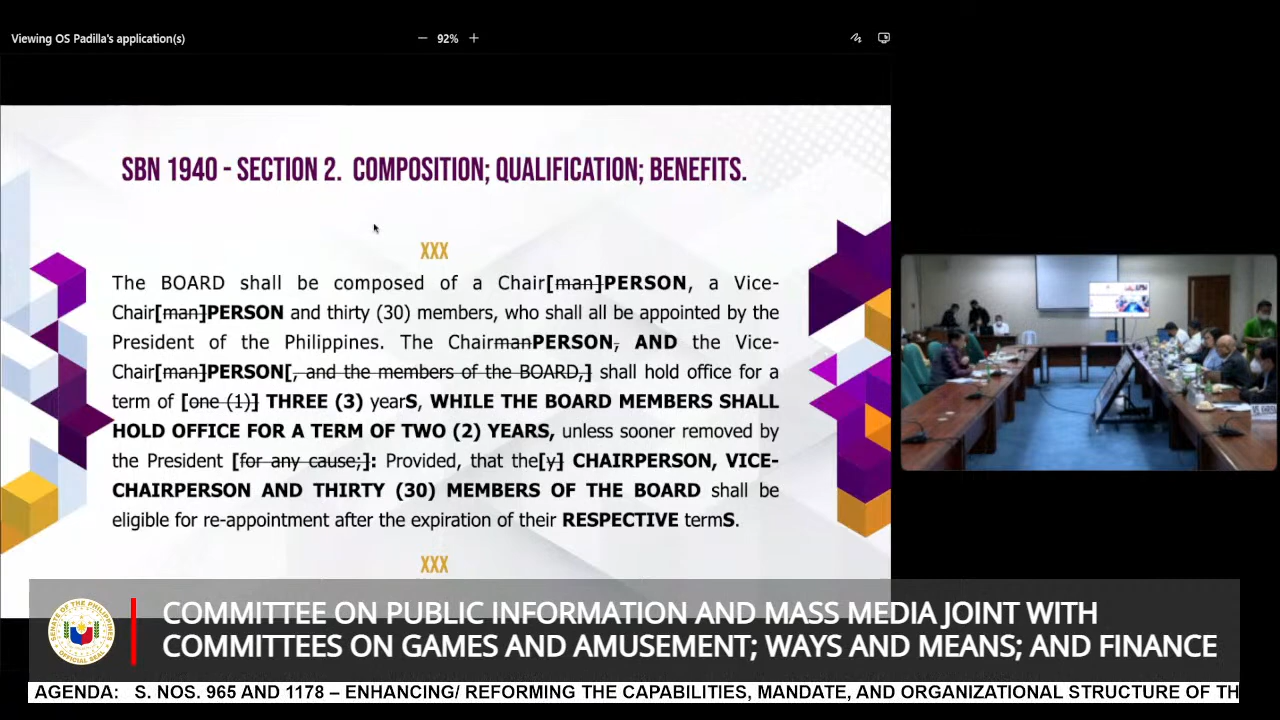 Viewing OS Padilla's application(s)
− 92% +
SBN 1940 - SECTION 2. COMPOSITION; QUALIFICATION; BENEFITS.
XXX
The BOARD shall be composed of a Chair[man]PERSON, a Vice-
Chair[man]PERSON and thirty (30) members, who shall all be appointed by the
President of the Philippines. The ChairmanPERSON, AND the Vice-
Chair[man]PERSON[, and the members of the BOARD,] shall hold office for a
term of [one (1)] THREE (3) yearS, WHILE THE BOARD MEMBERS SHALL
HOLD OFFICE FOR A TERM OF TWO (2) YEARS, unless sooner removed by
the President [for any cause;]: Provided, that the[y] CHAIRPERSON, VICE-
CHAIRPERSON AND THIRTY (30) MEMBERS OF THE BOARD shall be
eligible for re-appointment after the expiration of their RESPECTIVE termS.
XXX
SENATE OF THE PHILIPPINES
OFFICIAL SEAL
COMMITTEE ON PUBLIC INFORMATION AND MASS MEDIA JOINT WITH
COMMITTEES ON GAMES AND AMUSEMENT; WAYS AND MEANS; AND FINANCE
AGENDA: S. NOS. 965 AND 1178 – ENHANCING/ REFORMING THE CAPABILITIES, MANDATE, AND ORGANIZATIONAL STRUCTURE OF TH